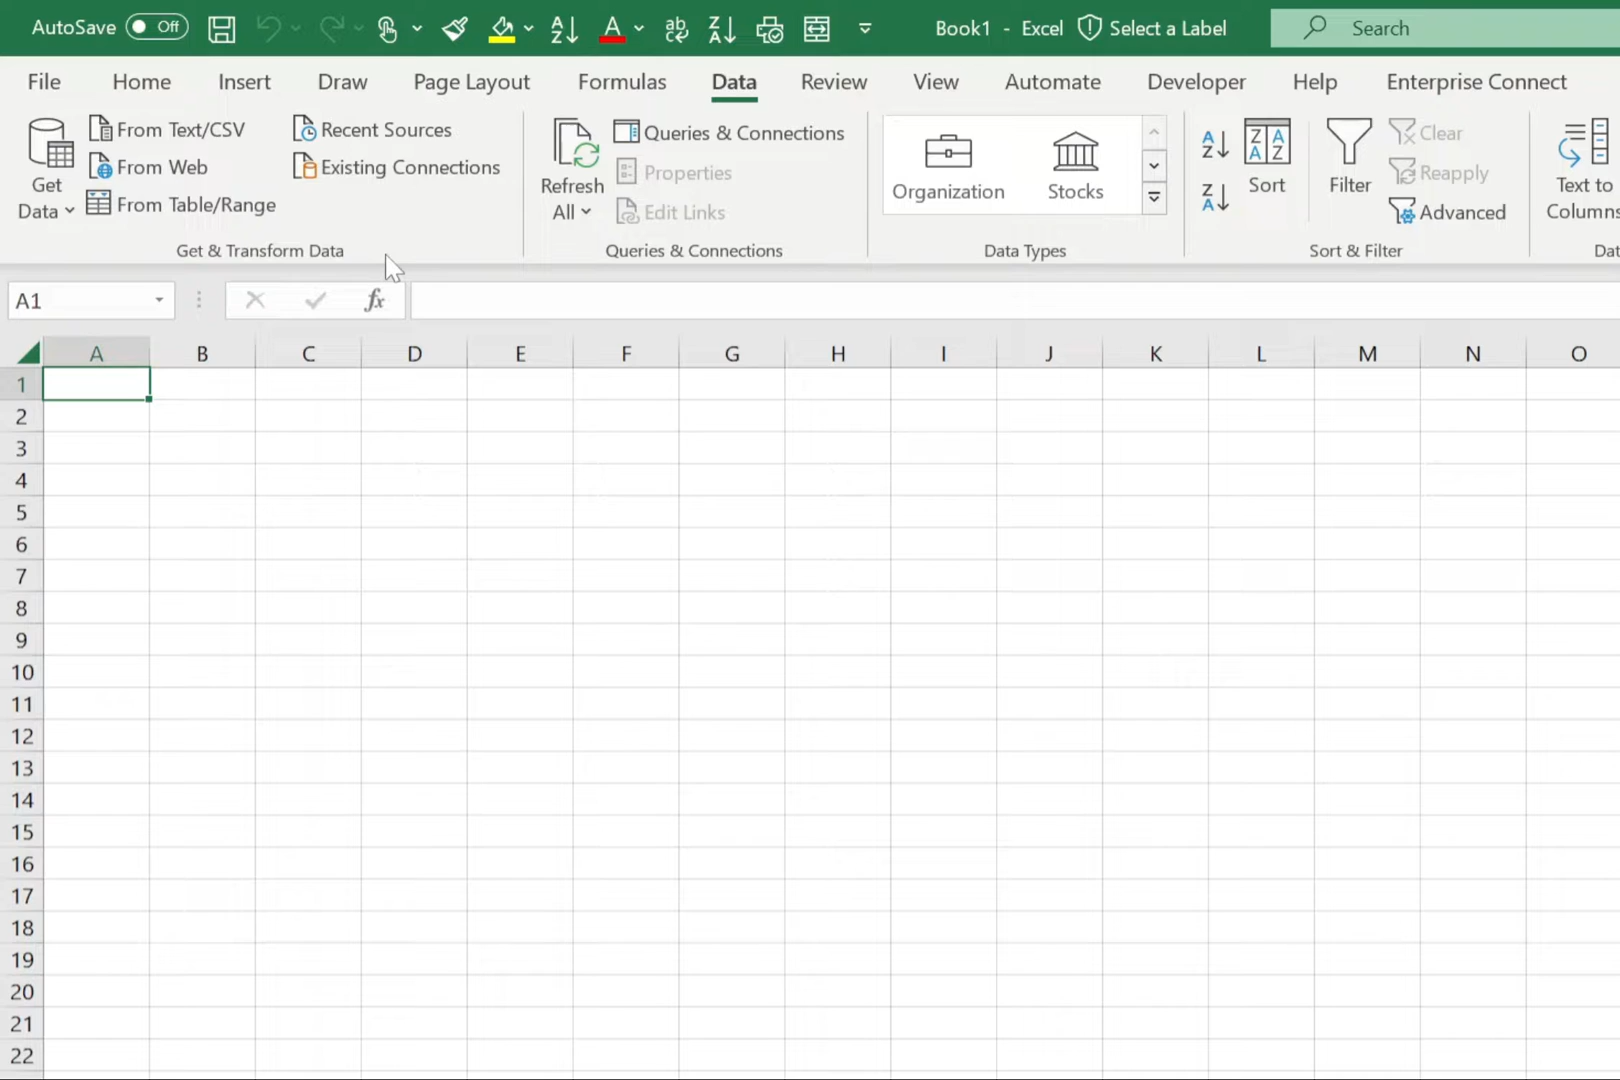 AutoSave Off Book1 - Excel Select a Label Search
File Home Insert Draw Page Layout Formulas Data Review View Automate Developer Help Enterprise Connect
Get Data
From Text/CSV
From Web
From Table/Range
Recent Sources
Existing Connections
Get & Transform Data
Refresh All
Queries & Connections
Properties
Edit Links
Queries & Connections
Organization
Stocks
Data Types
A Z
Z A
Z A A Z
Sort
Filter
Clear
Reapply
Advanced
Sort & Filter
Text to
Columns
Dat
A1 fx
A B C D E F G H I J K L M N O
1
2
3
4
5
6
7
8
9
10
11
12
13
14
15
16
17
18
19
20
21
22